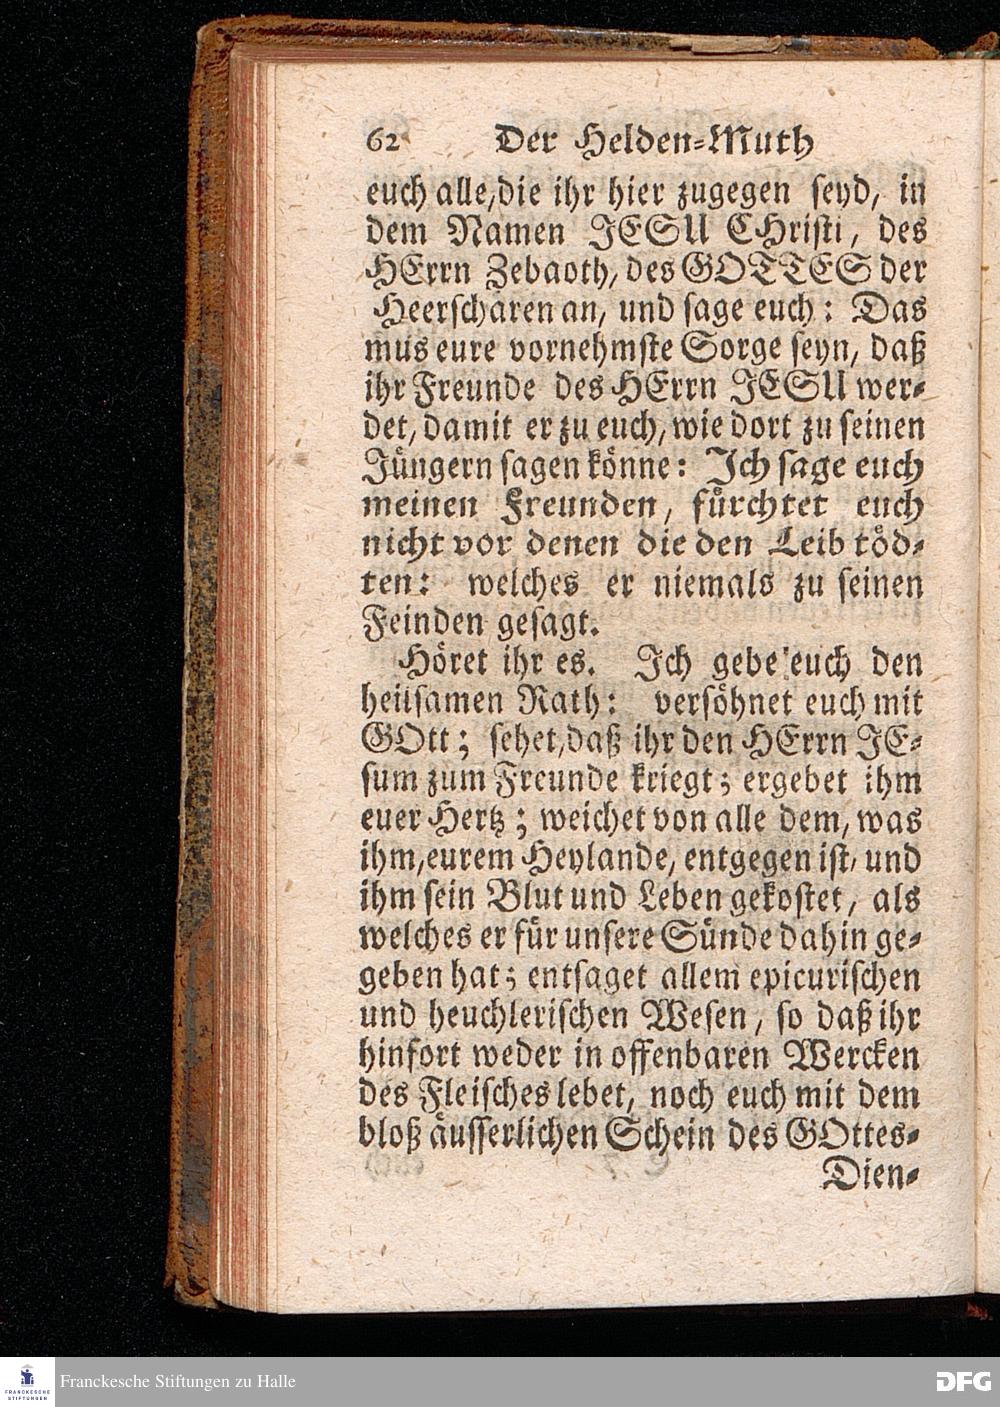 62 Der Helden-Muth
euch alle, die ihr hier zugegen seyd, in
dem Namen JESU CHristi, des
HErrn Zebaoth, des GOTTES der
Heerscharen an, und sage euch: Das
mus eure vornehmste Sorge seyn, daß
ihr Freunde des HErrn JESU wer-
det, damit er zu euch, wie dort zu seinen
Jüngern sagen könne: Ich sage euch
meinen Freunden, fürchtet euch
nicht vor denen die den Leib töd-
ten: welches er niemals zu seinen
Feinden gesagt.
Höret ihr es. Ich gebe euch den
heilsamen Rath: versöhnet euch mit
GOtt; sehet, daß ihr den HErrn JE-
sum zum Freunde kriegt; ergebet ihm
euer Hertz; weichet von alle dem, was
ihm, eurem Heylande, entgegen ist, und
ihm sein Blut und Leben gekostet, als
welches er für unsere Sünde dahin ge-
geben hat; entsaget allem epicurischen
und heuchlerischen Wesen, so daß ihr
hinfort weder in offenbaren Wercken
des Fleisches lebet, noch euch mit dem
bloß äusserlichen Schein des GOttes-
Dien-
FRANCKESCHE
STIFTUNGEN
Franckesche Stiftungen zu Halle
DFG